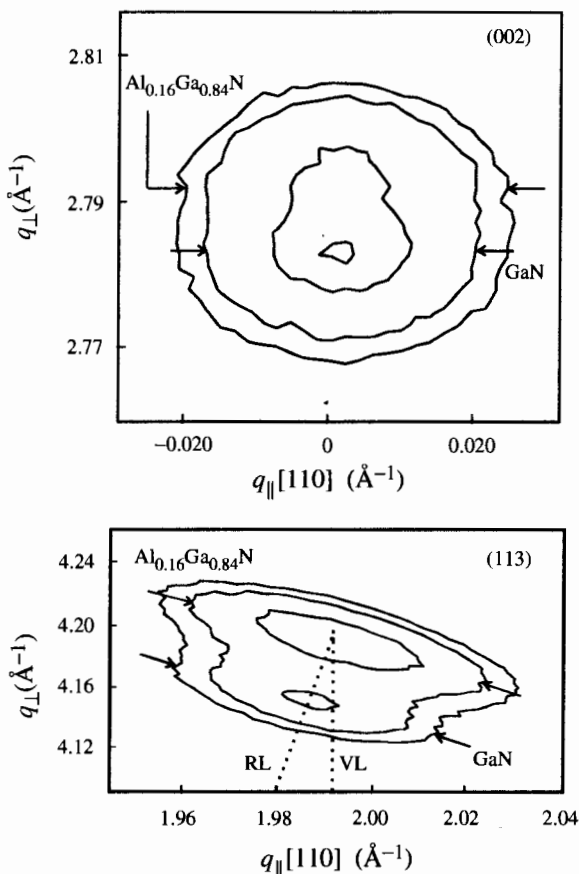 2.81
(002)
Al₀.₁₆Ga₀.₈₄N
q⊥(Å⁻¹)
2.79
GaN
2.77
−0.020
0
0.020
q∥[110] (Å⁻¹)
4.24
Al₀.₁₆Ga₀.₈₄N
(113)
q⊥(Å⁻¹)
4.20
4.16
4.12
RL
VL
GaN
1.96
1.98
2.00
2.02
2.04
q∥[110] (Å⁻¹)